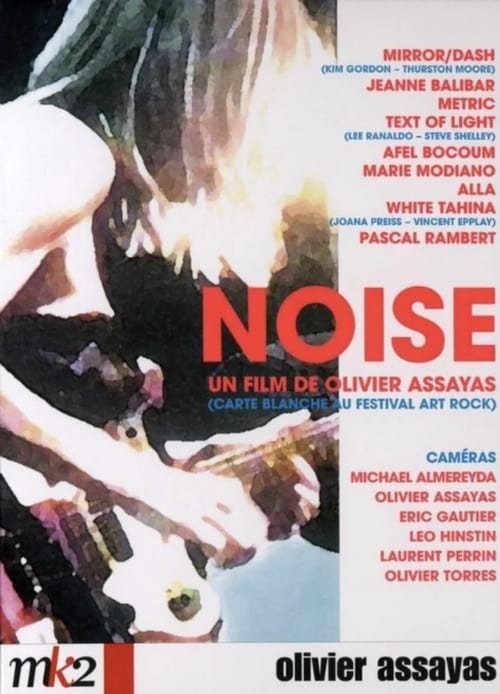 MIRROR/DASH
(KIM GORDON – THURSTON MOORE)
JEANNE BALIBAR
METRIC
TEXT OF LIGHT
(LEE RANALDO – STEVE SHELLEY)
AFEL BOCOUM
MARIE MODIANO
ALLA
WHITE TAHINA
(JOANA PREISS – VINCENT EPPLAY)
PASCAL RAMBERT
NOISE
UN FILM DE OLIVIER ASSAYAS
(CARTE BLANCHE AU FESTIVAL ART ROCK)
CAMÉRAS
MICHAEL ALMEREYDA
OLIVIER ASSAYAS
ERIC GAUTIER
LEO HINSTIN
LAURENT PERRIN
OLIVIER TORRES
mk2
olivier assayas